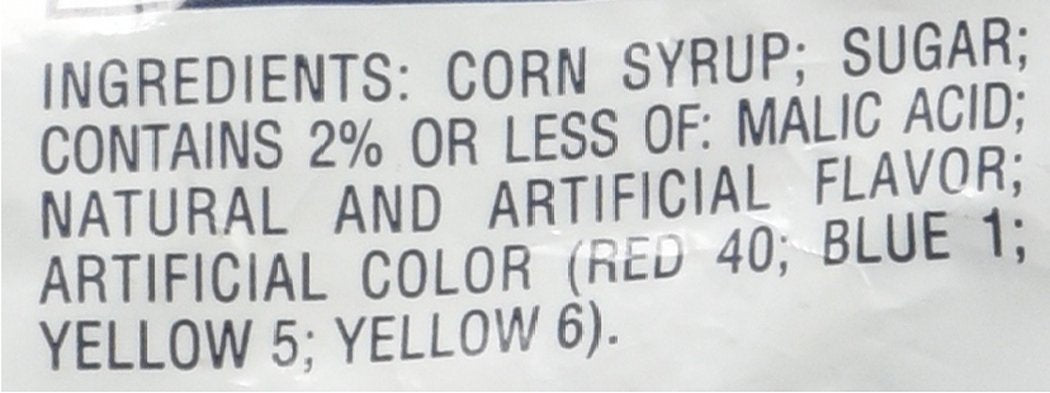 INGREDIENTS: CORN SYRUP; SUGAR;
CONTAINS 2% OR LESS OF: MALIC ACID;
NATURAL AND ARTIFICIAL FLAVOR;
ARTIFICIAL COLOR (RED 40; BLUE 1;
YELLOW 5; YELLOW 6).